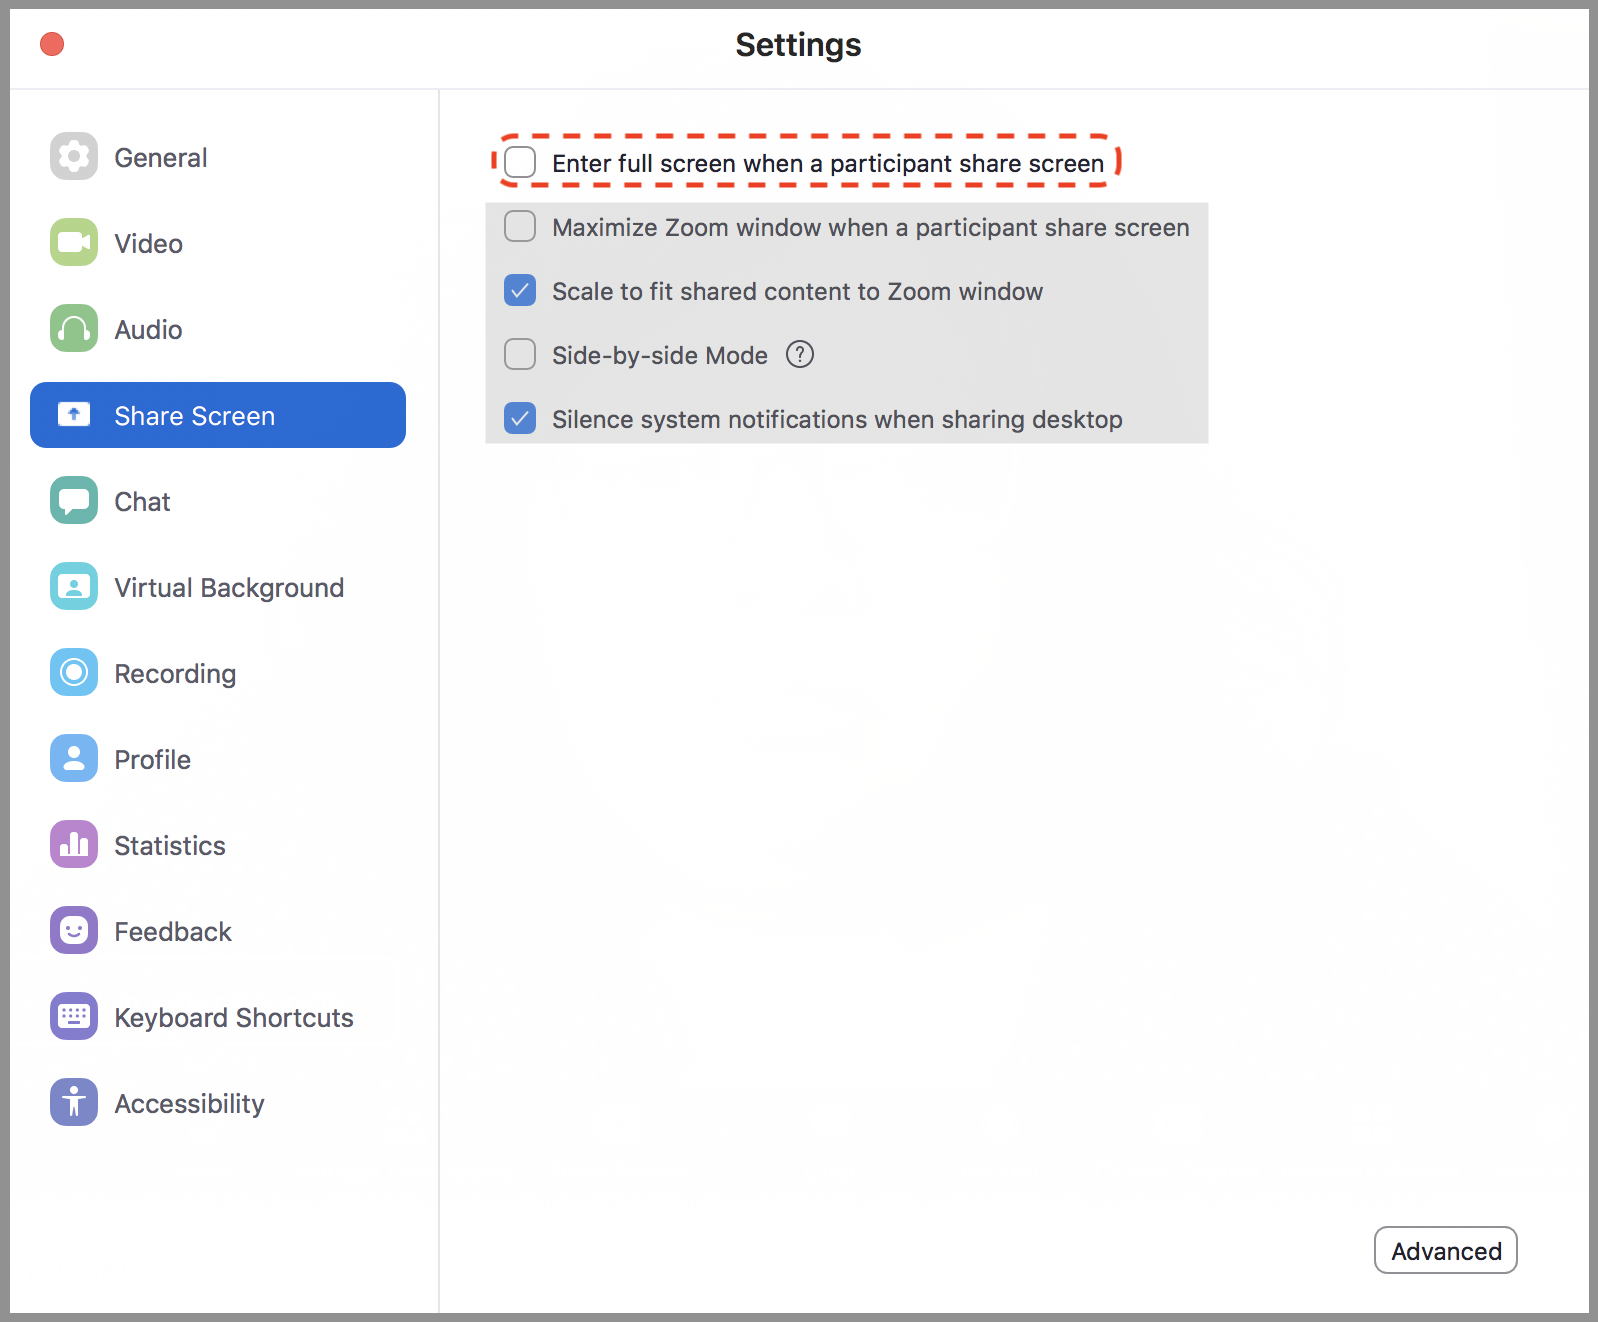 Settings
General
Video
Audio
Share Screen
Chat
Virtual Background
Recording
Profile
Statistics
Feedback
Keyboard Shortcuts
Accessibility
Enter full screen when a participant share screen
Maximize Zoom window when a participant share screen
Scale to fit shared content to Zoom window
Side-by-side Mode ?
Silence system notifications when sharing desktop
Advanced